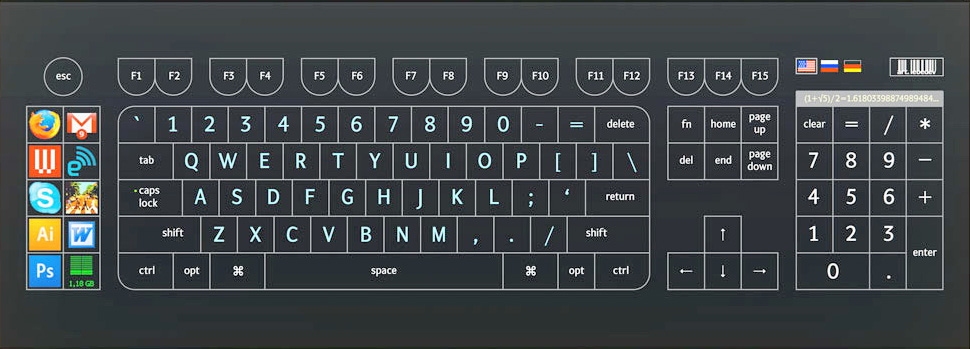 esc F1 F2 F3 F4 F5 F6 F7 F8 F9 F10 F11 F12 F13 F14 F15
(1+√5)/2=1.61803398874989484...
9 ` 1 2 3 4 5 6 7 8 9 0 - = delete fn home page up clear = / *
tab Q W E R T Y U I O P [ ] \ del end page down 7 8 9 −
S caps lock A S D F G H J K L ; ‘ return 4 5 6 +
Ai W shift Z X C V B N M , . / shift ↑ 1 2 3 enter
Ps 1,18 GB ctrl opt ⌘ space ⌘ opt ctrl ← ↓ → 0 .